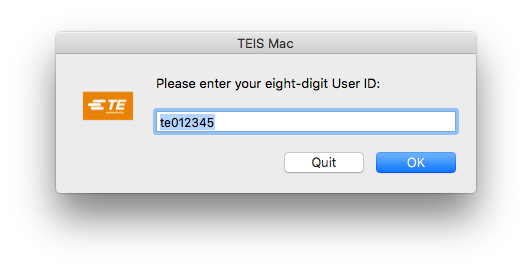 TEIS Mac
Please enter your eight-digit User ID:
TE
te012345
Quit
OK